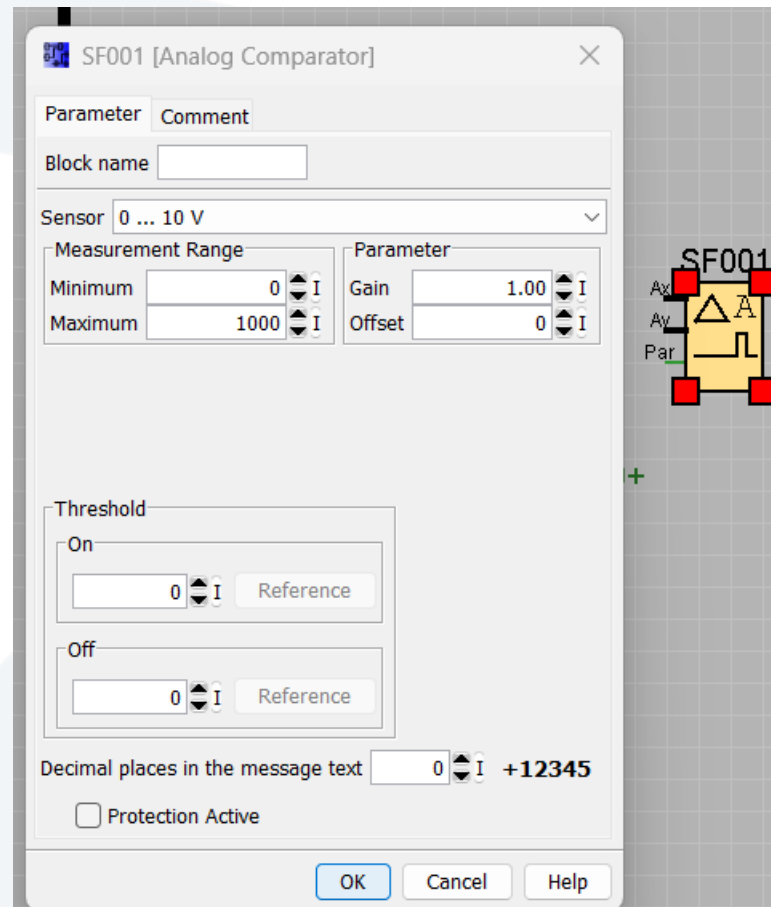 SF001 [Analog Comparator]
Parameter Comment
Block name
Sensor 0 ... 10 V
Measurement Range
Minimum 0
Maximum 1000
Parameter
Gain 1.00
Offset 0
Threshold
On
0 Reference
Off
0 Reference
Decimal places in the message text 0 +12345
Protection Active
OK Cancel Help
SF001
Ax
Ay
Par
A